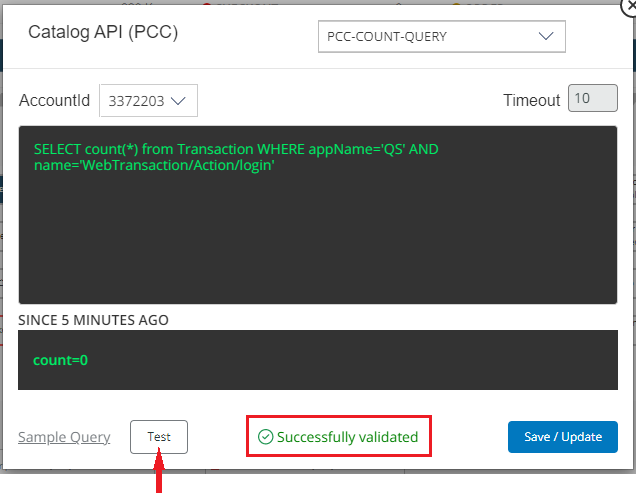 Catalog API (PCC)
PCC-COUNT-QUERY
AccountId
3372203
Timeout
10
SELECT count(*) from Transaction WHERE appName='QS' AND
name='WebTransaction/Action/login'
SINCE 5 MINUTES AGO
count=0
Sample Query
Test
Successfully validated
Save / Update